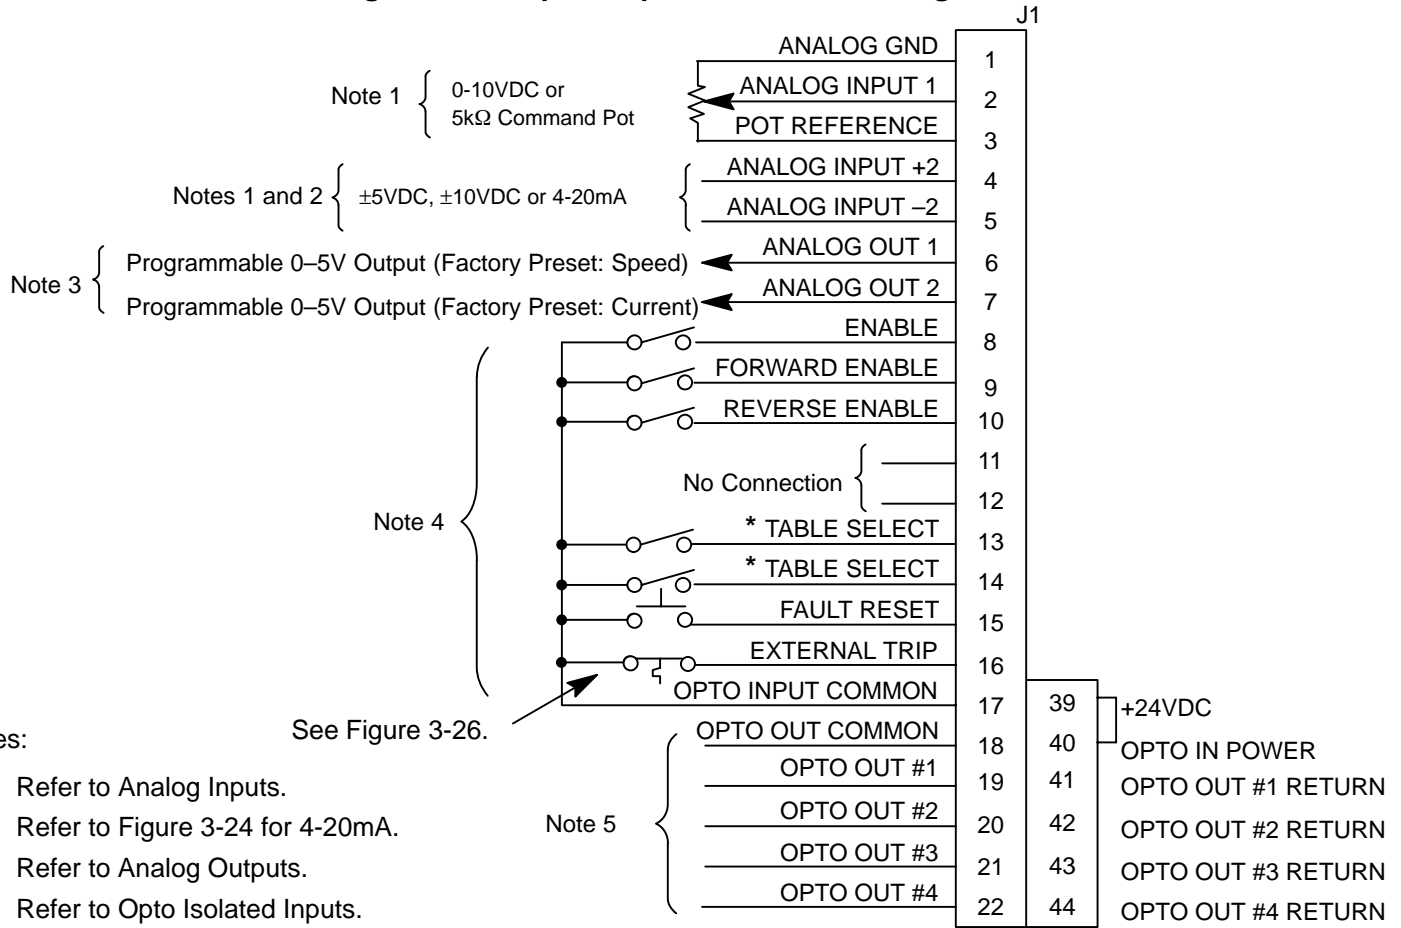 J1
ANALOG GND 1
Note 1 0-10VDC or
5kΩ Command Pot
ANALOG INPUT 1 2
POT REFERENCE 3
Notes 1 and 2 ±5VDC, ±10VDC or 4-20mA
ANALOG INPUT +2 4
ANALOG INPUT –2 5
Note 3
Programmable 0–5V Output (Factory Preset: Speed) ANALOG OUT 1 6
Programmable 0–5V Output (Factory Preset: Current) ANALOG OUT 2 7
Note 4
ENABLE 8
FORWARD ENABLE 9
REVERSE ENABLE 10
No Connection 11
12
* TABLE SELECT 13
* TABLE SELECT 14
FAULT RESET 15
EXTERNAL TRIP 16
OPTO INPUT COMMON 17
See Figure 3-26.
Note 5
OPTO OUT COMMON 18
OPTO OUT #1 19
OPTO OUT #2 20
OPTO OUT #3 21
OPTO OUT #4 22
39 +24VDC
40 OPTO IN POWER
41 OPTO OUT #1 RETURN
42 OPTO OUT #2 RETURN
43 OPTO OUT #3 RETURN
44 OPTO OUT #4 RETURN
es:
Refer to Analog Inputs.
Refer to Figure 3-24 for 4-20mA.
Refer to Analog Outputs.
Refer to Opto Isolated Inputs.